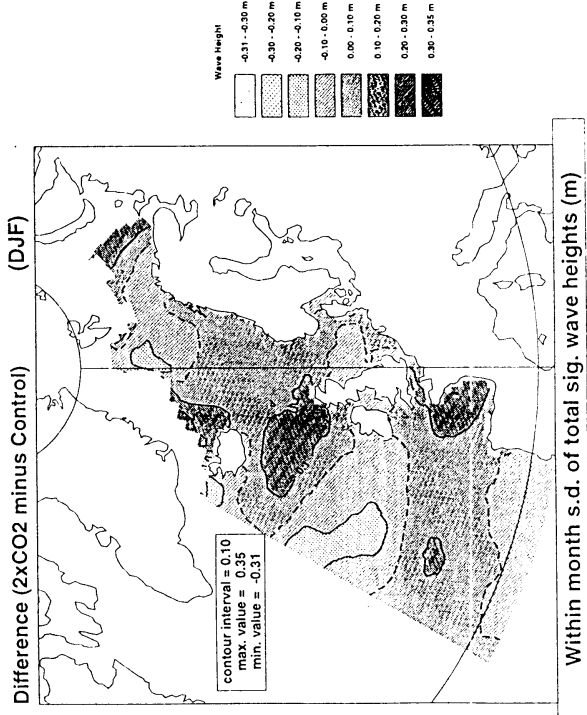 Difference (2xCO2 minus Control) (DJF)
contour interval = 0.10
max. value = 0.35
min. value = -0.31
Wave Height
-0.31 - -0.30 m
-0.30 - -0.20 m
-0.20 - -0.10 m
-0.10 - 0.00 m
0.00 - 0.10 m
0.10 - 0.20 m
0.20 - 0.30 m
0.30 - 0.35 m
Within month s.d. of total sig. wave heights (m)